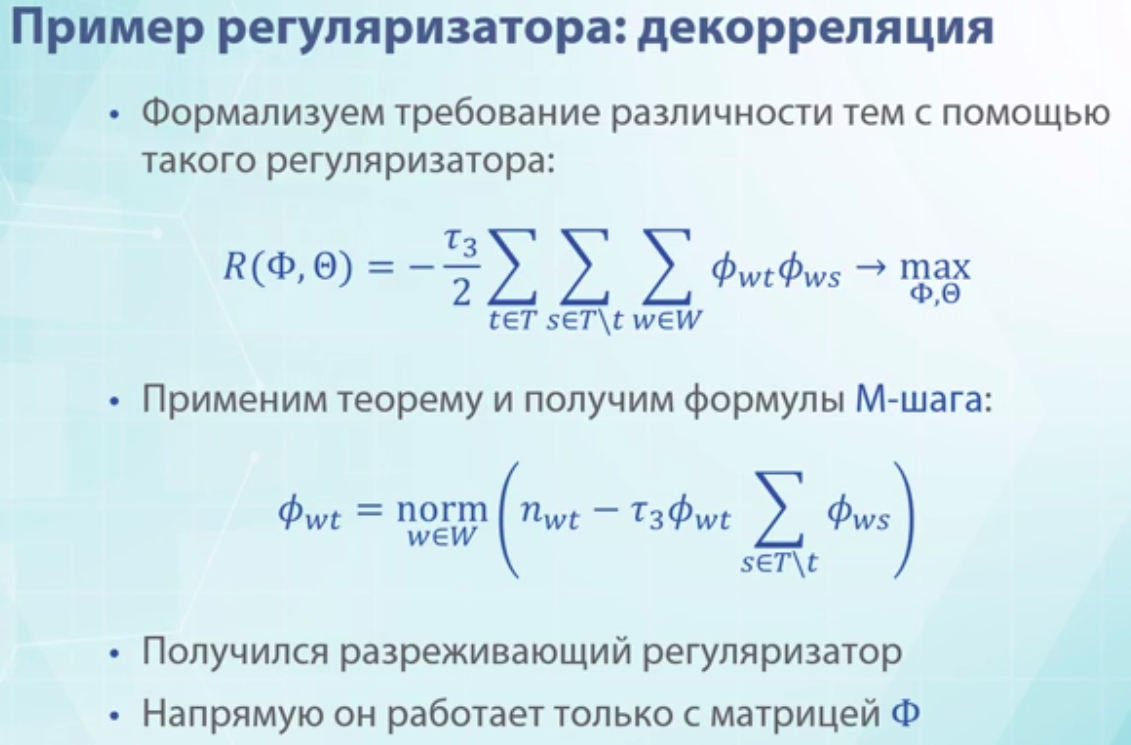 Пример регуляризатора: декорреляция
• Формализуем требование различности тем с помощью
такого регуляризатора:
R(Φ, Θ) = −τ₃/2 ∑_{t∈T} ∑_{s∈T\t} ∑_{w∈W} ϕ_{wt}ϕ_{ws} → max_{Φ,Θ}
• Применим теорему и получим формулы М-шага:
ϕ_{wt} = norm_{w∈W} (n_{wt} − τ₃ϕ_{wt} ∑_{s∈T\t} ϕ_{ws})
• Получился разреживающий регуляризатор
• Напрямую он работает только с матрицей Φ